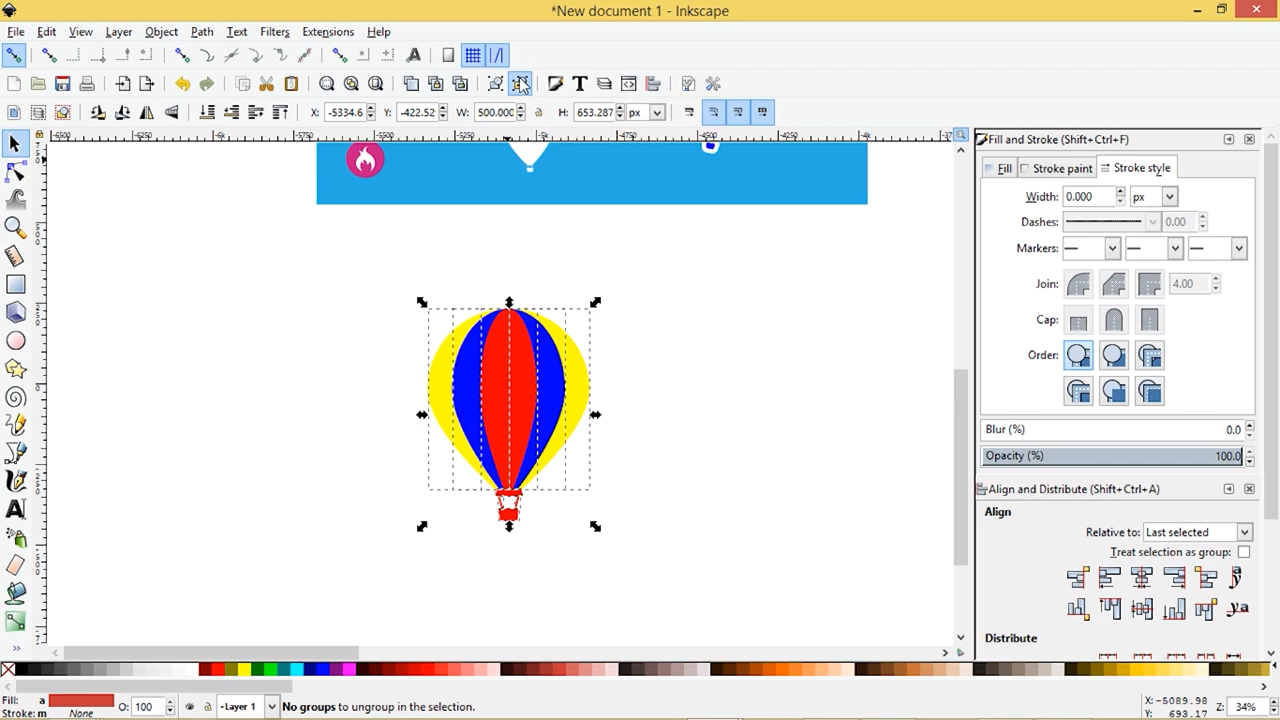 *New document 1 - Inkscape
File Edit View Layer Object Path Text Filters Extensions Help
X: -5334.6 Y: -422.52 W: 500.000 H: 653.287 px
Fill and Stroke (Shift+Ctrl+F)
Fill Stroke paint Stroke style
Width: 0.000 px
Dashes: 0.00
Markers:
Join: 4.00
Cap:
Order:
Blur (%) 0.0
Opacity (%) 100.0
Align and Distribute (Shift+Ctrl+A)
Align
Relative to: Last selected
Treat selection as group:
Distribute
Fill: a O: 100 Layer 1 No groups to ungroup in the selection. X: -5089.98 Z: 34%
Stroke: m None Y: 693.17